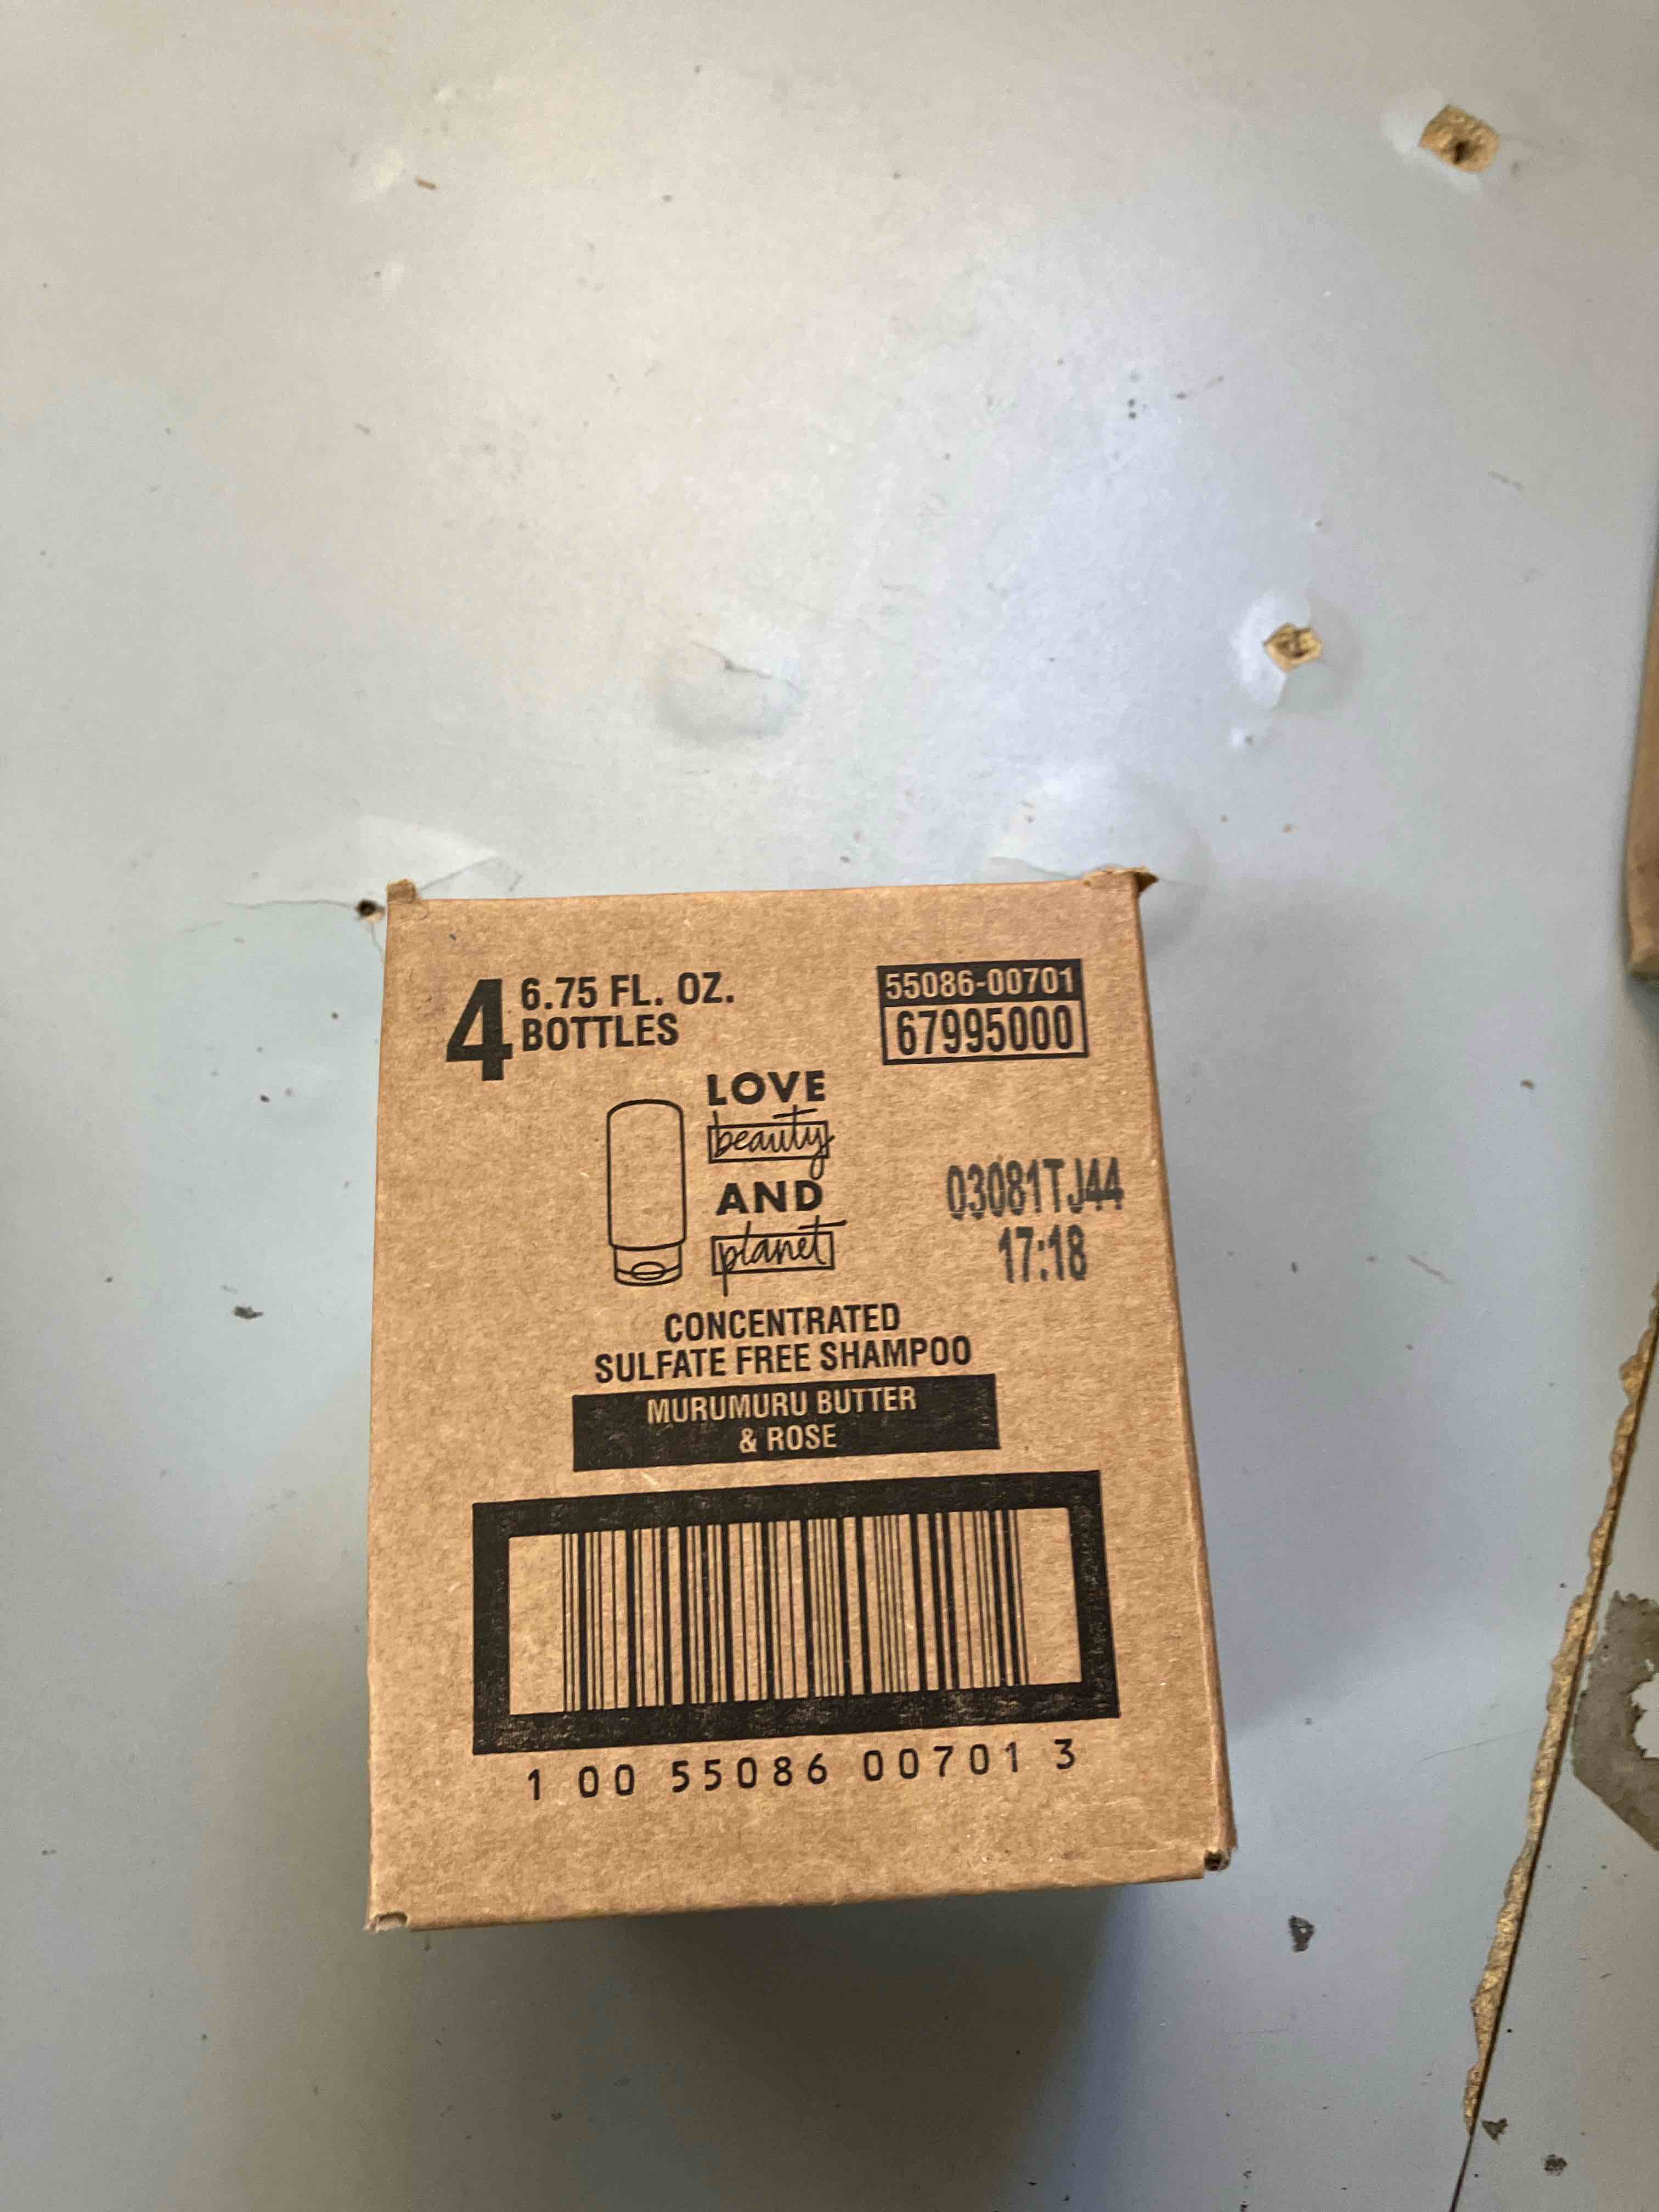 4 6.75 FL. OZ.
BOTTLES
55086-00701
67995000
LOVE
beauty
AND
planet
03081TJ44
17:18
CONCENTRATED
SULFATE FREE SHAMPOO
MURUMURU BUTTER
& ROSE
1 00 55086 00701 3